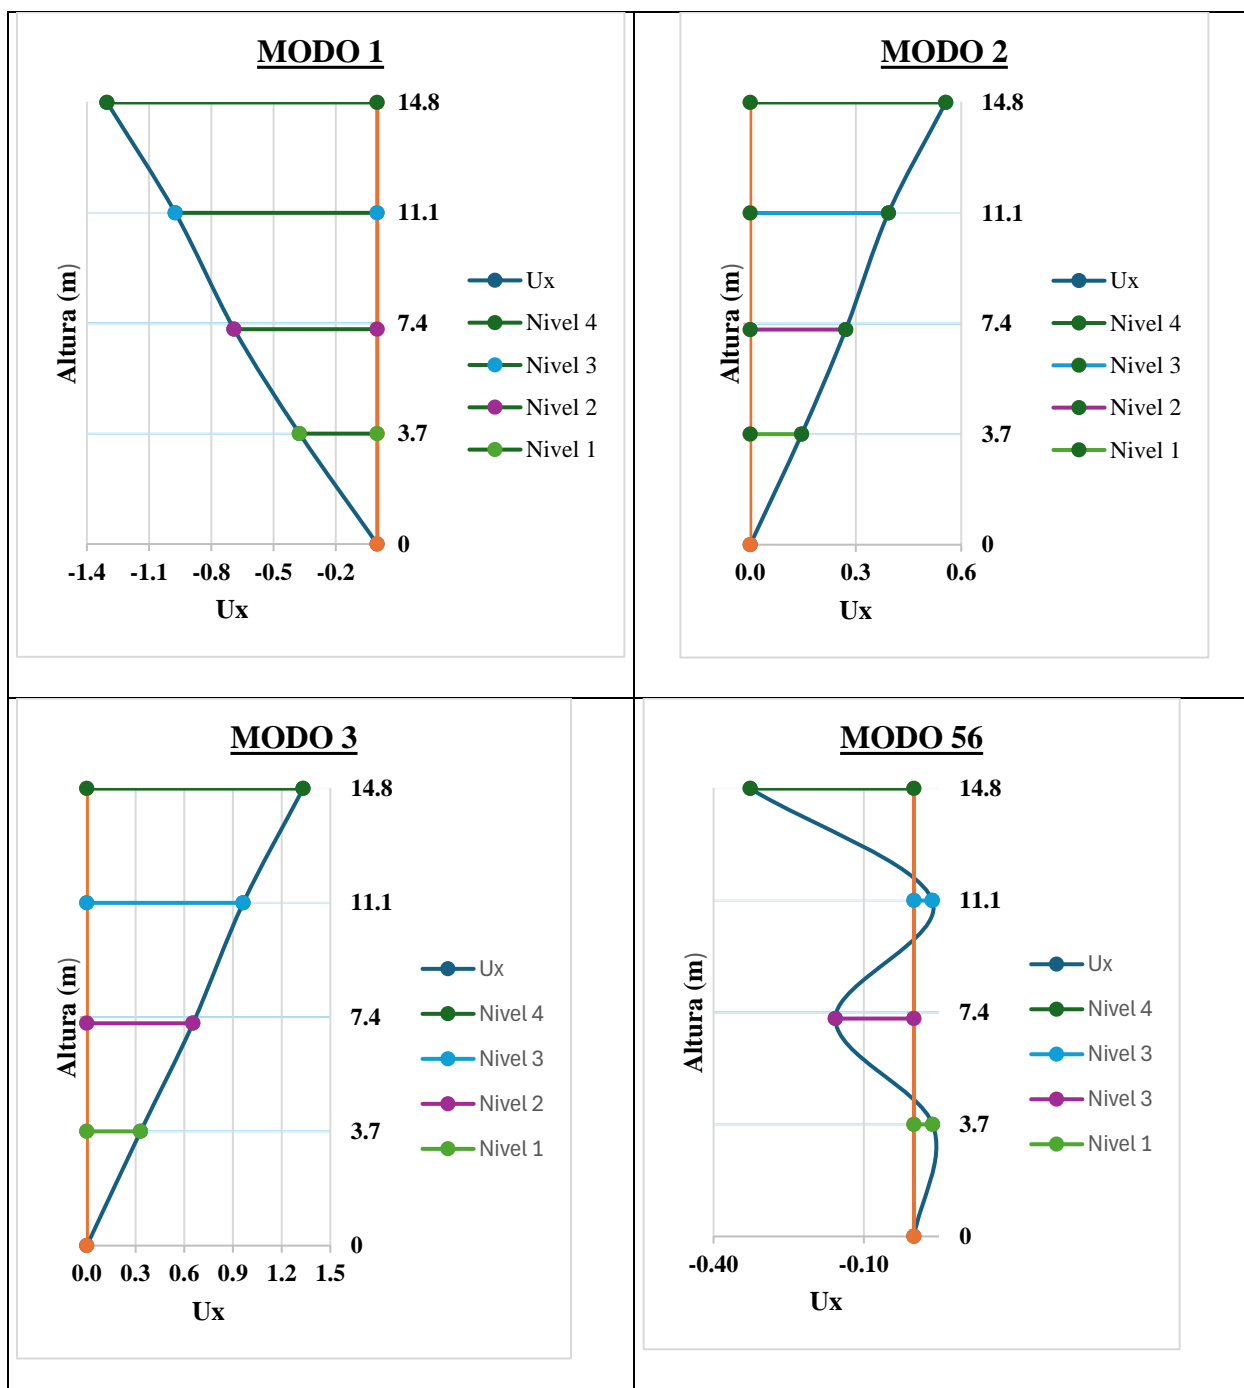 MODO 1
14.8
11.1
7.4
3.7
0
Altura (m)
-1.4 -1.1 -0.8 -0.5 -0.2
Ux
Ux
Nivel 4
Nivel 3
Nivel 2
Nivel 1
MODO 2
14.8
11.1
7.4
3.7
0
Altura (m)
0.0 0.3 0.6
Ux
Ux
Nivel 4
Nivel 3
Nivel 2
Nivel 1
MODO 3
14.8
11.1
7.4
3.7
0
Altura (m)
0.0 0.3 0.6 0.9 1.2 1.5
Ux
Ux
Nivel 4
Nivel 3
Nivel 2
Nivel 1
MODO 56
14.8
11.1
7.4
3.7
0
Altura (m)
-0.40 -0.10
Ux
Ux
Nivel 4
Nivel 3
Nivel 3
Nivel 1